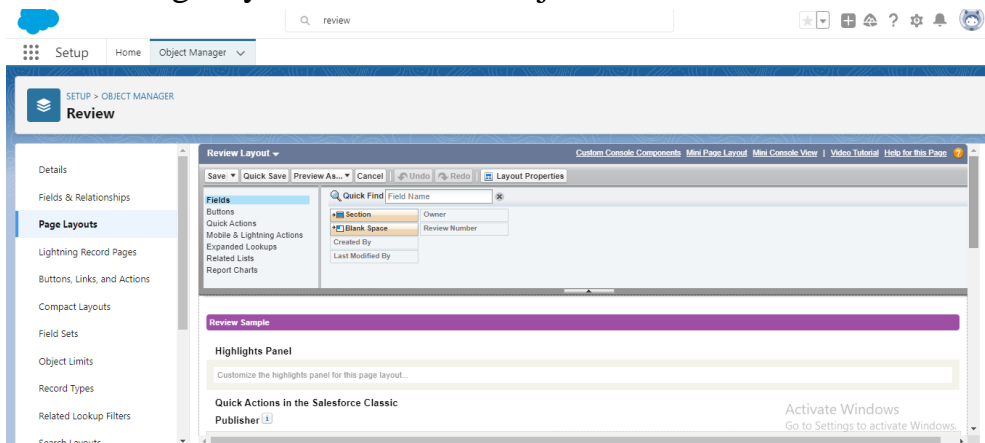 review
?
Setup Home Object Manager
SETUP > OBJECT MANAGER
Review
Details
Fields & Relationships
Page Layouts
Lightning Record Pages
Buttons, Links, and Actions
Compact Layouts
Field Sets
Object Limits
Record Types
Related Lookup Filters
Search Layouts
Review Layout Custom Console Components Mini Page Layout Mini Console View | Video Tutorial Help for this Page ?
Save Quick Save Preview As... Cancel Undo Redo Layout Properties
Fields
Buttons
Quick Actions
Mobile & Lightning Actions
Expanded Lookups
Related Lists
Report Charts
Quick Find Field Name
Section Owner
Blank Space Review Number
Created By
Last Modified By
Review Sample
Highlights Panel
Customize the highlights panel for this page layout...
Quick Actions in the Salesforce Classic
Publisher i
Activate Windows
Go to Settings to activate Windows.